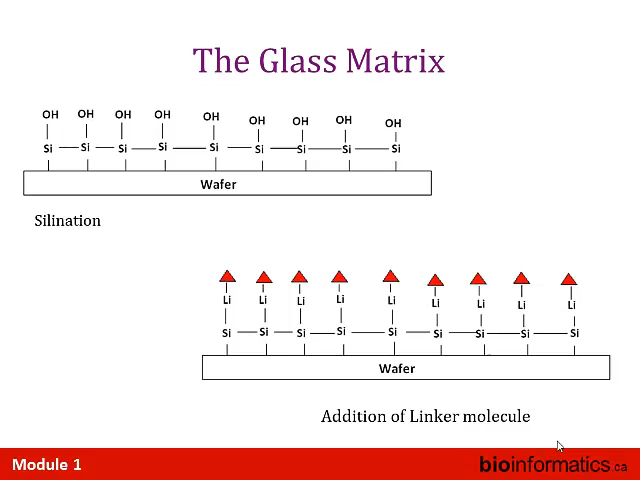 The Glass Matrix
OH OH OH OH OH OH OH OH OH
Si Si Si Si Si Si Si Si Si
Wafer
Silination
Li Li Li Li Li Li Li Li Li
Si Si Si Si Si Si Si Si Si
Wafer
Addition of Linker molecule
Module 1
bioinformatics.ca